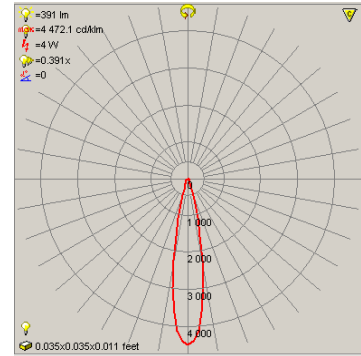 =391 lm
max=4 472.1 cd/klm
=4 W
=0.391x
=0
C
0
1 000
2 000
3 000
4 000
0.035x0.035x0.011 feet